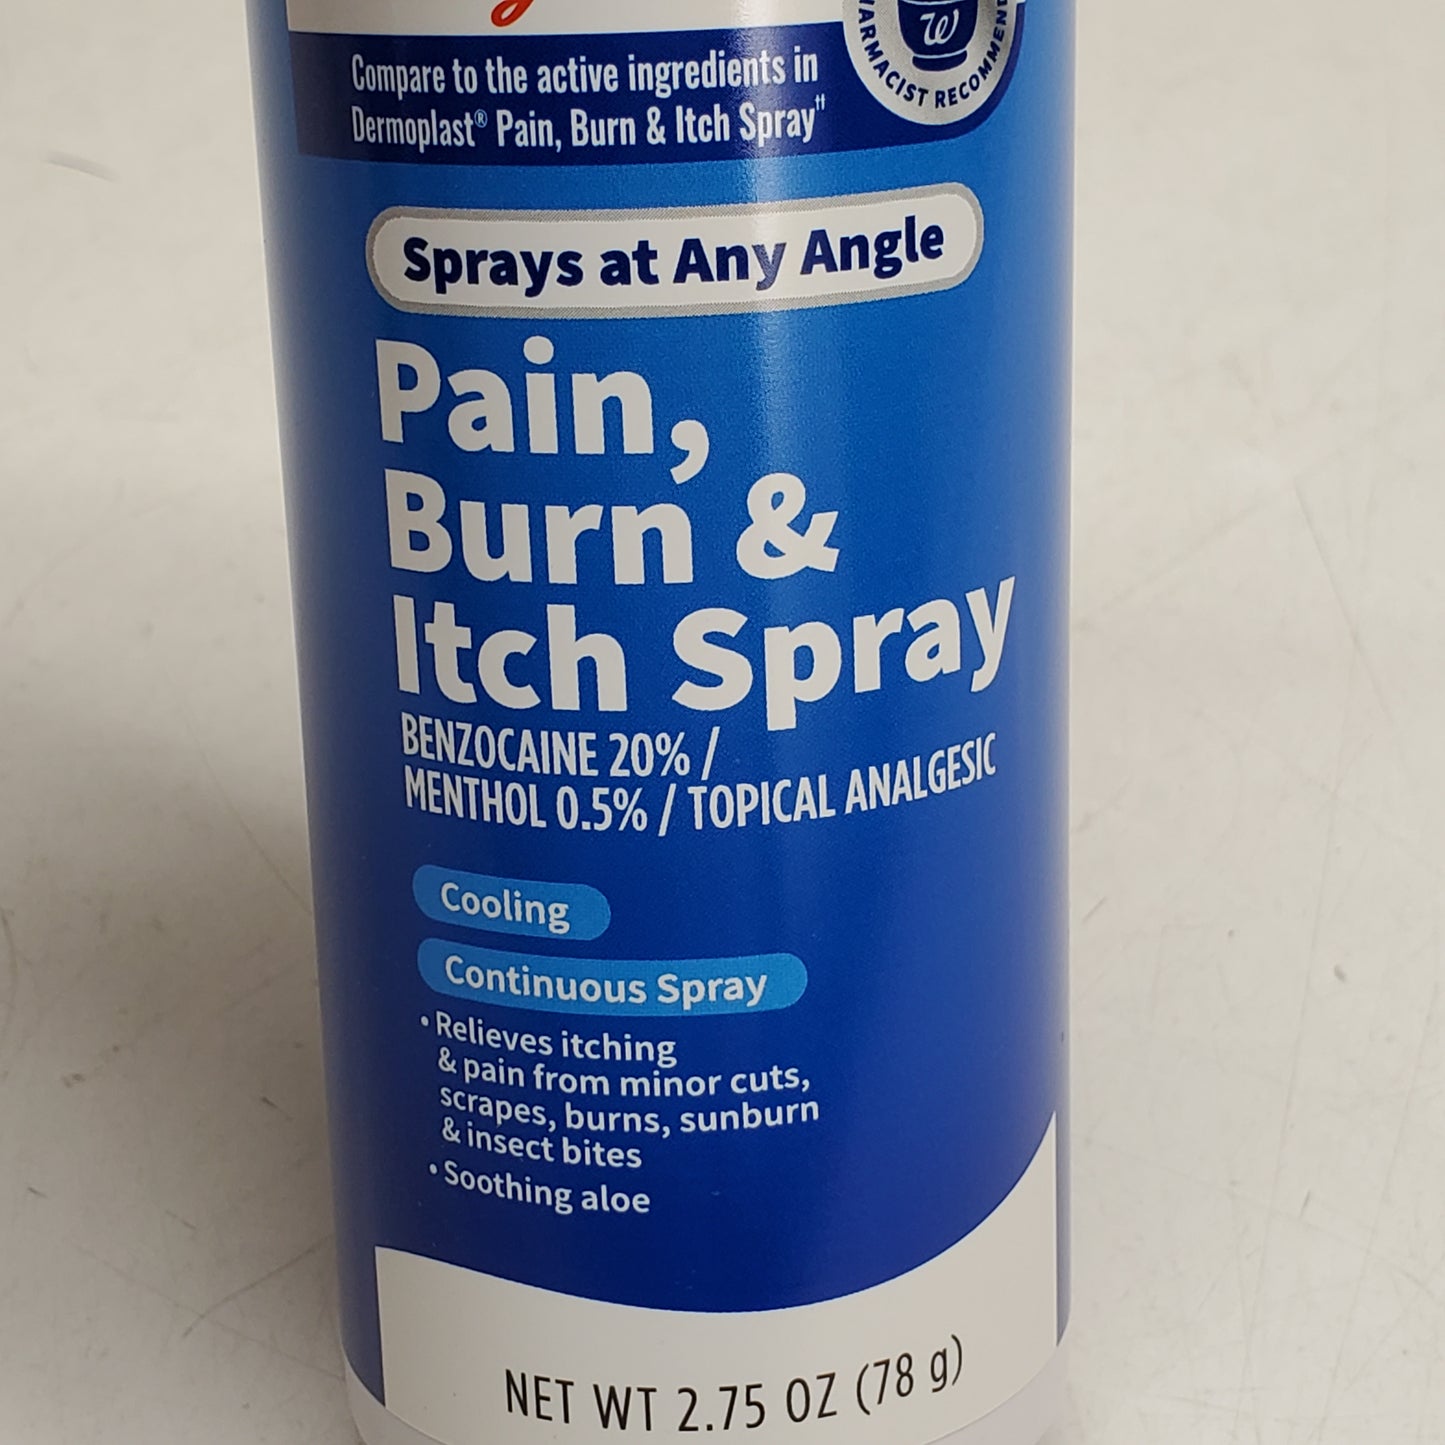 Compare to the active ingredients in
Dermoplast® Pain, Burn & Itch Spray††
W
ARMACIST RECOMMEND
Sprays at Any Angle
Pain,
Burn &
Itch Spray
BENZOCAINE 20% /
MENTHOL 0.5% / TOPICAL ANALGESIC
Cooling
Continuous Spray
• Relieves itching
& pain from minor cuts,
scrapes, burns, sunburn
& insect bites
• Soothing aloe
NET WT 2.75 OZ (78 g)